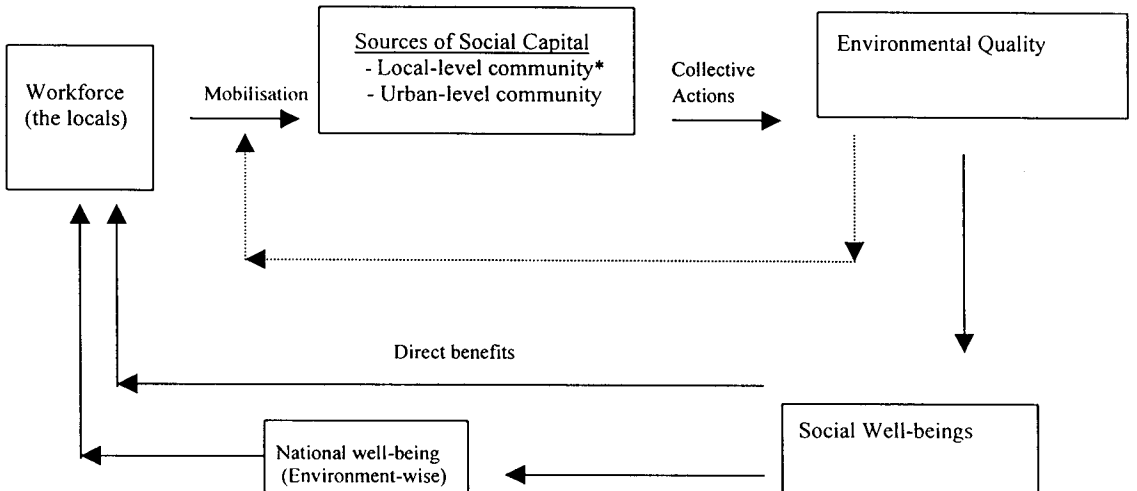 Workforce
(the locals)
Mobilisation
Sources of Social Capital
- Local-level community*
- Urban-level community
Collective
Actions
Environmental Quality
Direct benefits
National well-being
(Environment-wise)
Social Well-beings